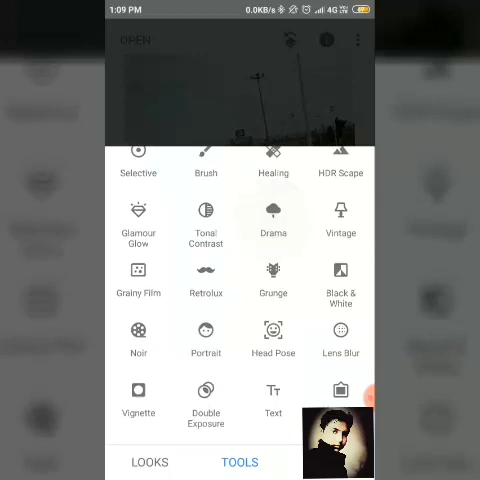 1:09 PM 0.0KB/s 4G
OPEN
Selective Brush Healing HDR Scape
Glamour Glow Tonal Contrast Drama Vintage
Grainy Film Retrolux Grunge Black & White
Noir Portrait Head Pose Lens Blur
Vignette Double Exposure Text
LOOKS TOOLS